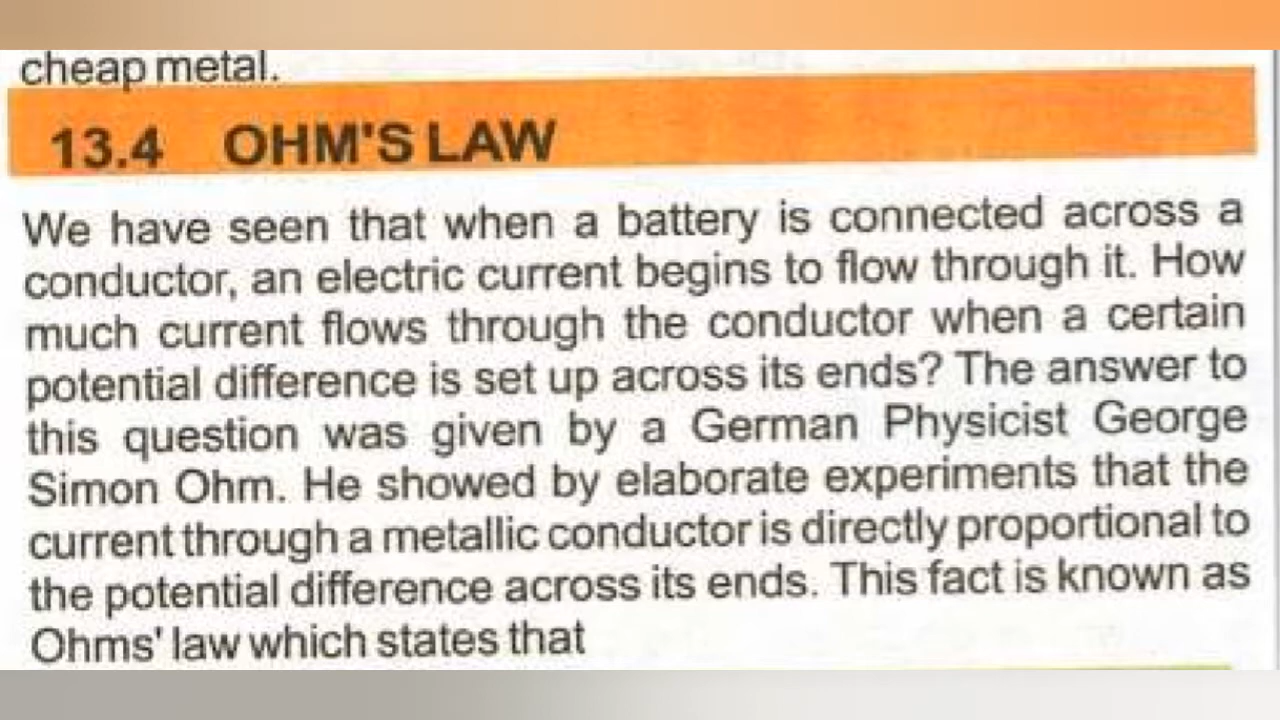 cheap metal.
13.4 OHM'S LAW
We have seen that when a battery is connected across a
conductor, an electric current begins to flow through it. How
much current flows through the conductor when a certain
potential difference is set up across its ends? The answer to
this question was given by a German Physicist George
Simon Ohm. He showed by elaborate experiments that the
current through a metallic conductor is directly proportional to
the potential difference across its ends. This fact is known as
Ohms' law which states that